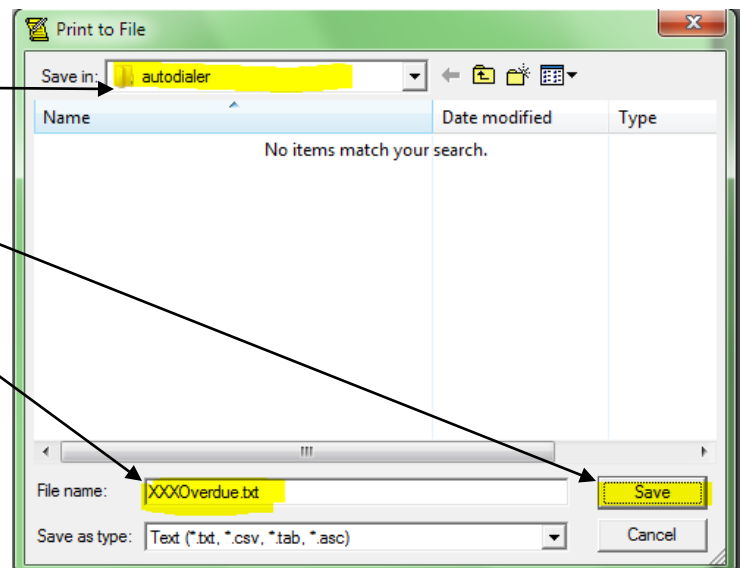 Print to File
Save in: autodialer
Name Date modified Type
No items match your search.
File name: XXXOverdue.txt Save
Save as type: Text (*.txt, *.csv, *.tab, *.asc) Cancel